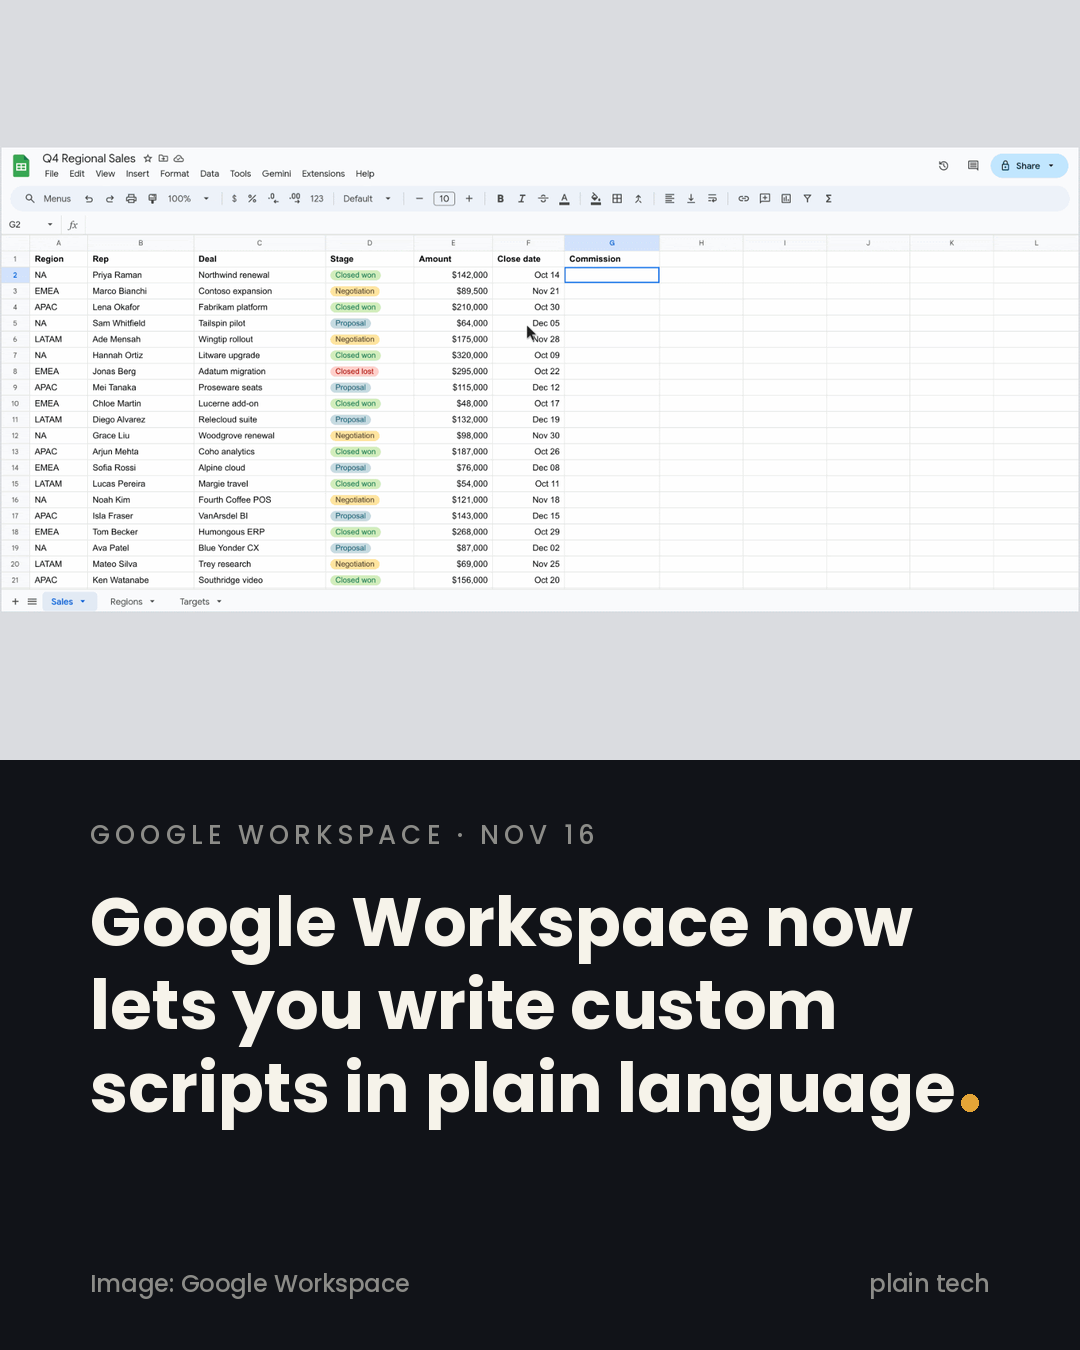 Q4 Regional Sales
File Edit View Insert Format Data Tools Gemini Extensions Help
Share
Menus 100% $ % .0 .00 123 Default 10 B I S A Σ
G2 fx
A B C D E F G H I J K L
1 Region Rep Deal Stage Amount Close date Commission
2 NA Priya Raman Northwind renewal Closed won $142,000 Oct 14
3 EMEA Marco Bianchi Contoso expansion Negotiation $89,500 Nov 21
4 APAC Lena Okafor Fabrikam platform Closed won $210,000 Oct 30
5 NA Sam Whitfield Tailspin pilot Proposal $64,000 Dec 05
6 LATAM Ade Mensah Wingtip rollout Negotiation $175,000 Nov 28
7 NA Hannah Ortiz Litware upgrade Closed won $320,000 Oct 09
8 EMEA Jonas Berg Adatum migration Closed lost $295,000 Oct 22
9 APAC Mei Tanaka Proseware seats Proposal $115,000 Dec 12
10 EMEA Chloe Martin Lucerne add-on Closed won $48,000 Oct 17
11 LATAM Diego Alvarez Relecloud suite Proposal $132,000 Dec 19
12 NA Grace Liu Woodgrove renewal Negotiation $98,000 Nov 30
13 APAC Arjun Mehta Coho analytics Closed won $187,000 Oct 26
14 EMEA Sofia Rossi Alpine cloud Proposal $76,000 Dec 08
15 LATAM Lucas Pereira Margie travel Closed won $54,000 Oct 11
16 NA Noah Kim Fourth Coffee POS Negotiation $121,000 Nov 18
17 APAC Isla Fraser VanArsdel BI Proposal $143,000 Dec 15
18 EMEA Tom Becker Humongous ERP Closed won $268,000 Oct 29
19 NA Ava Patel Blue Yonder CX Proposal $87,000 Dec 02
20 LATAM Mateo Silva Trey research Negotiation $69,000 Nov 25
21 APAC Ken Watanabe Southridge video Closed won $156,000 Oct 20
Sales Regions Targets
GOOGLE WORKSPACE · NOV 16
Google Workspace now
lets you write custom
scripts in plain language.
Image: Google Workspace
plain tech